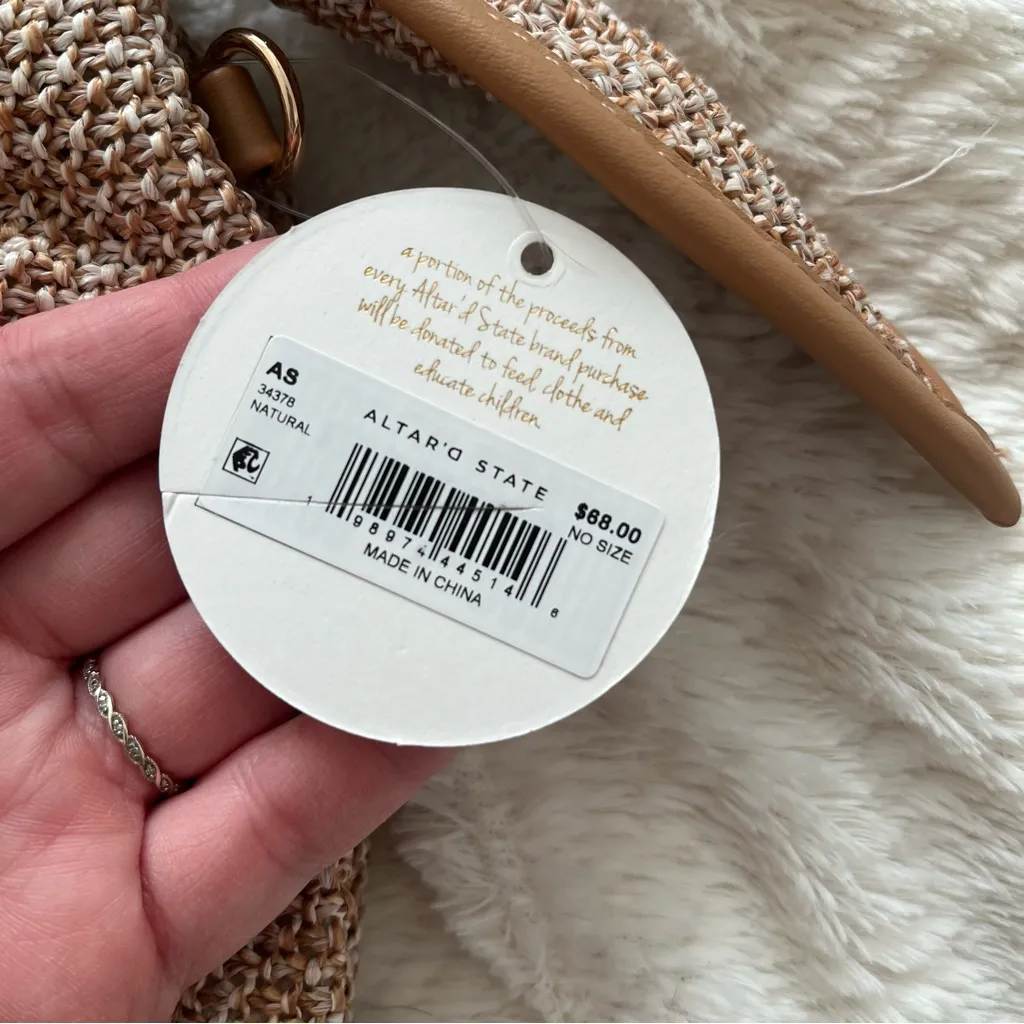 a portion of the proceeds from
every Altar'd State brand purchase
will be donated to feed, clothe and
educate children
AS
34378
NATURAL
ALTAR'D STATE
$68.00
NO SIZE
1 98974 44514 6
MADE IN CHINA